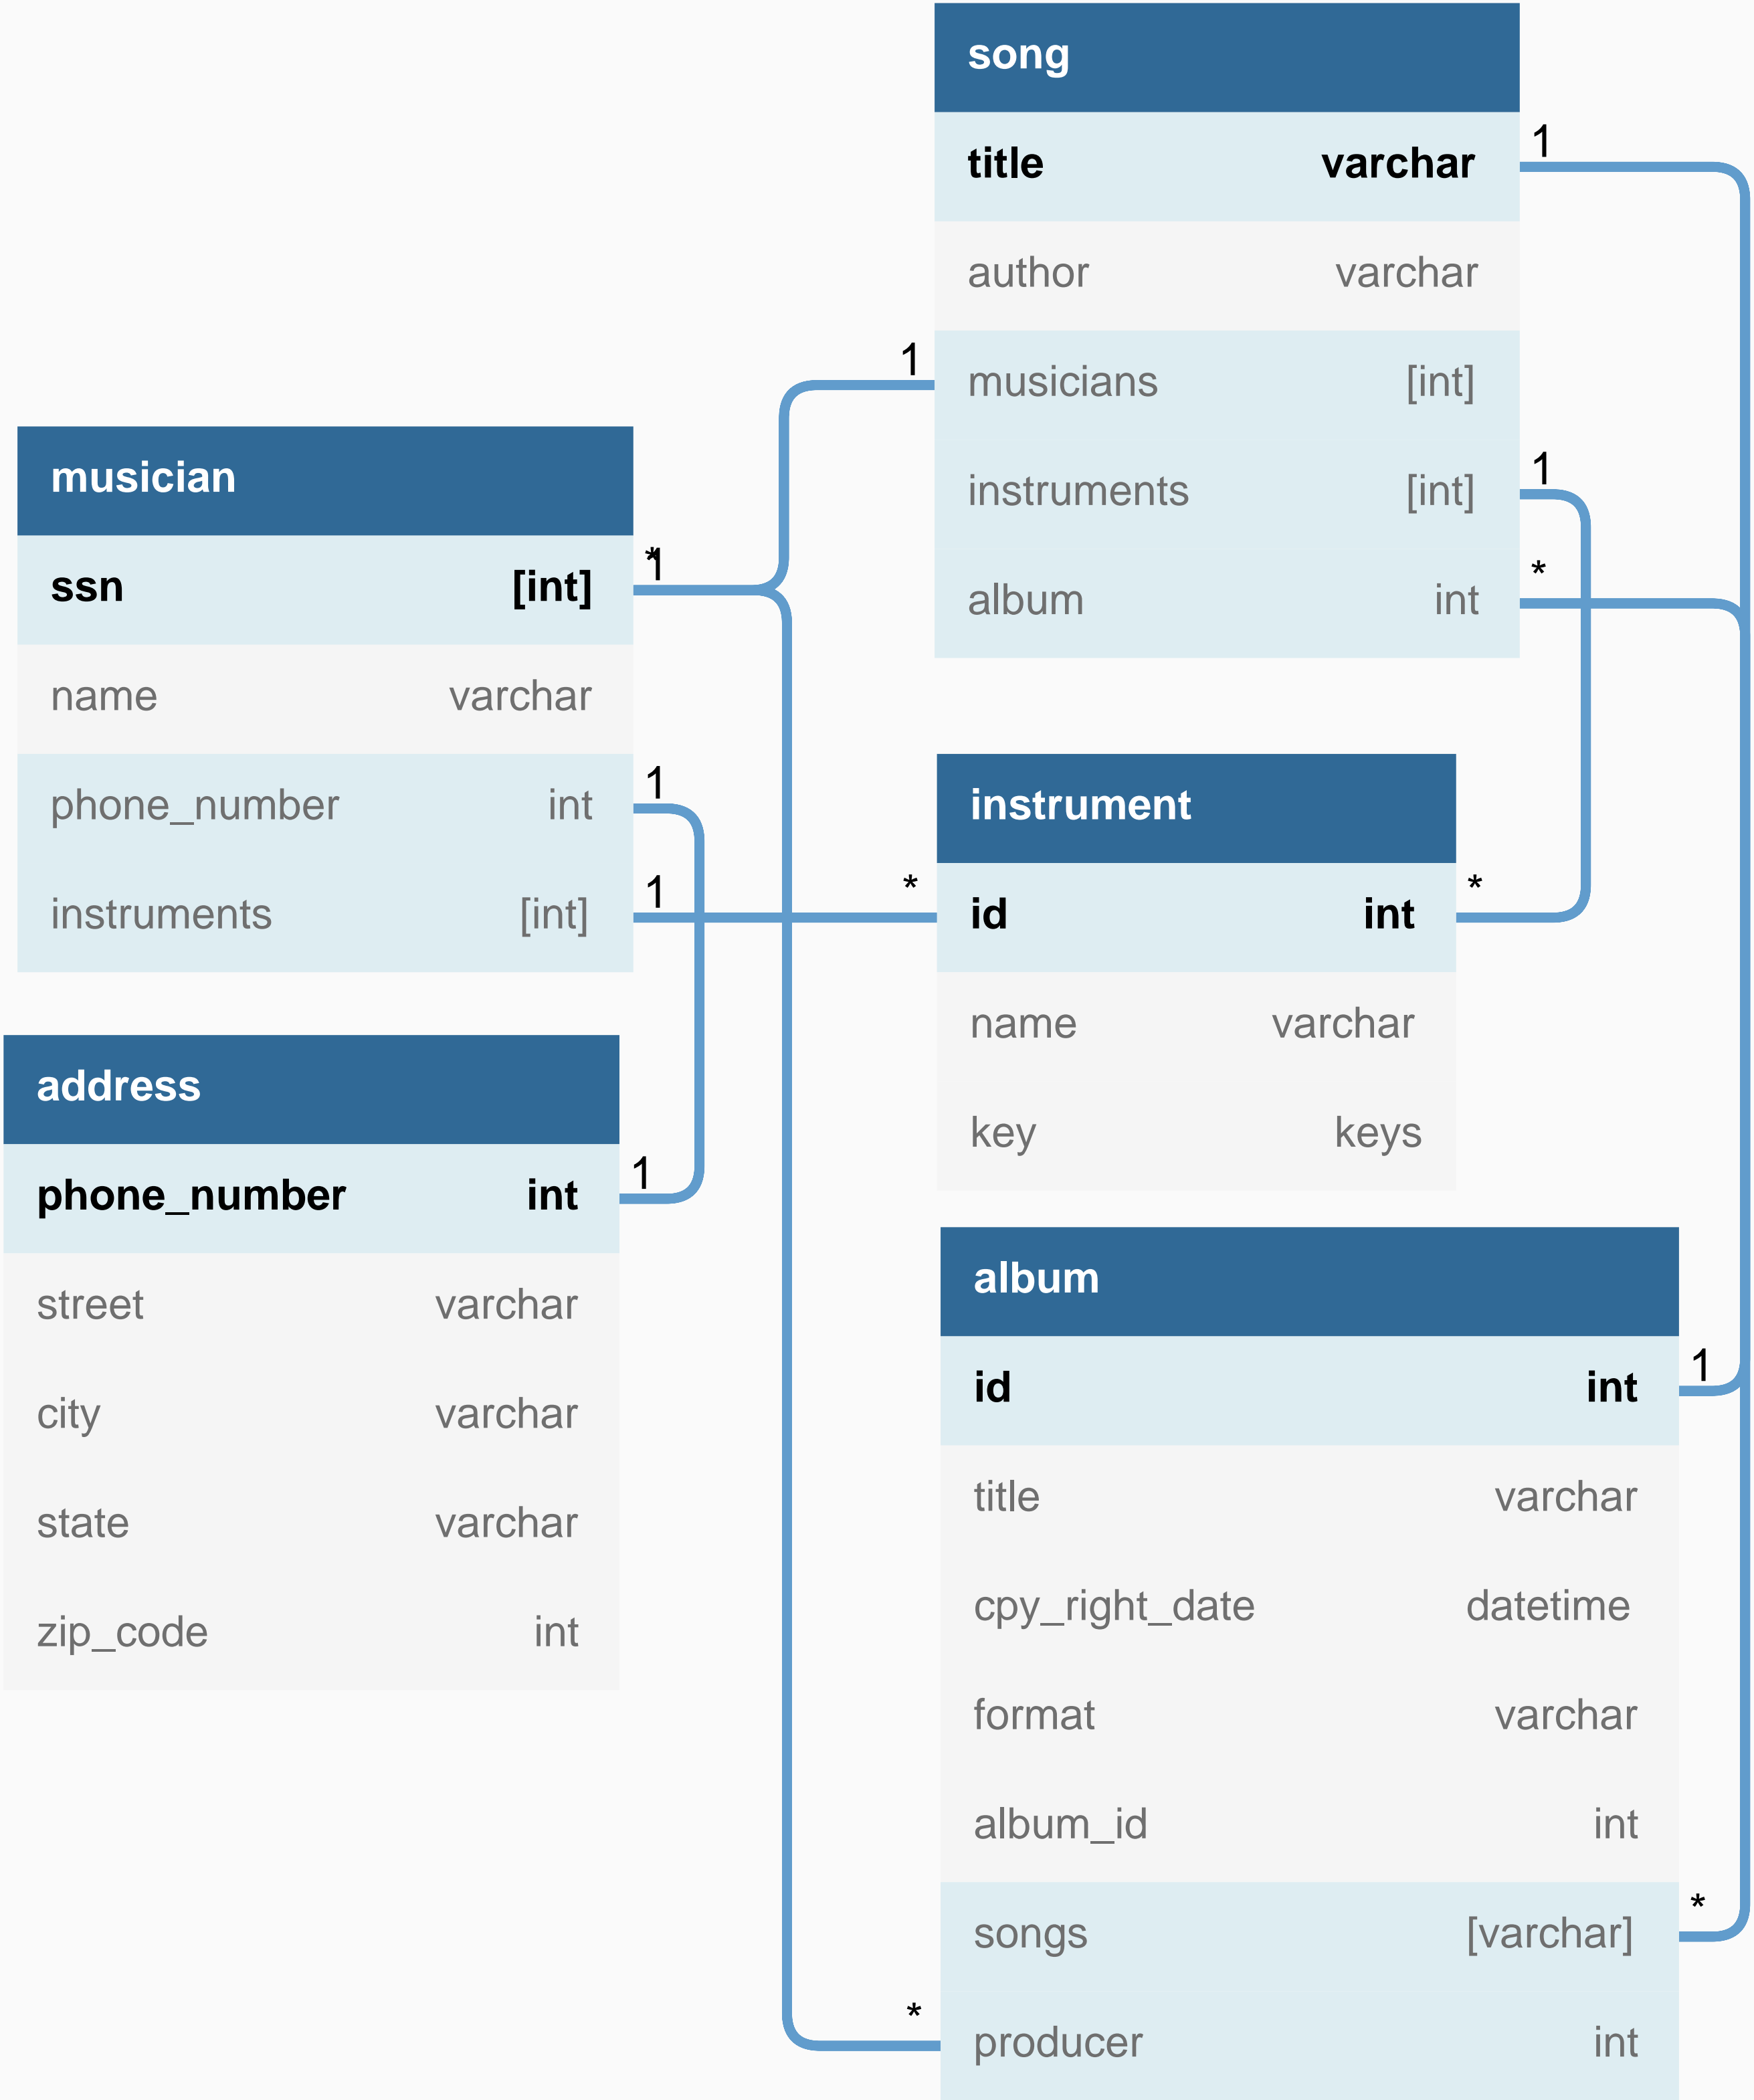 song
title varchar 1
author varchar
1 musicians [int]
instruments [int] 1
album int *
musician
ssn [int] * 1
name varchar
phone_number int 1
instruments [int] 1
instrument
* id int *
name varchar
key keys
address
phone_number int 1
street varchar
city varchar
state varchar
zip_code int
album
id int 1
title varchar
cpy_right_date datetime
format varchar
album_id int
songs [varchar] *
* producer int